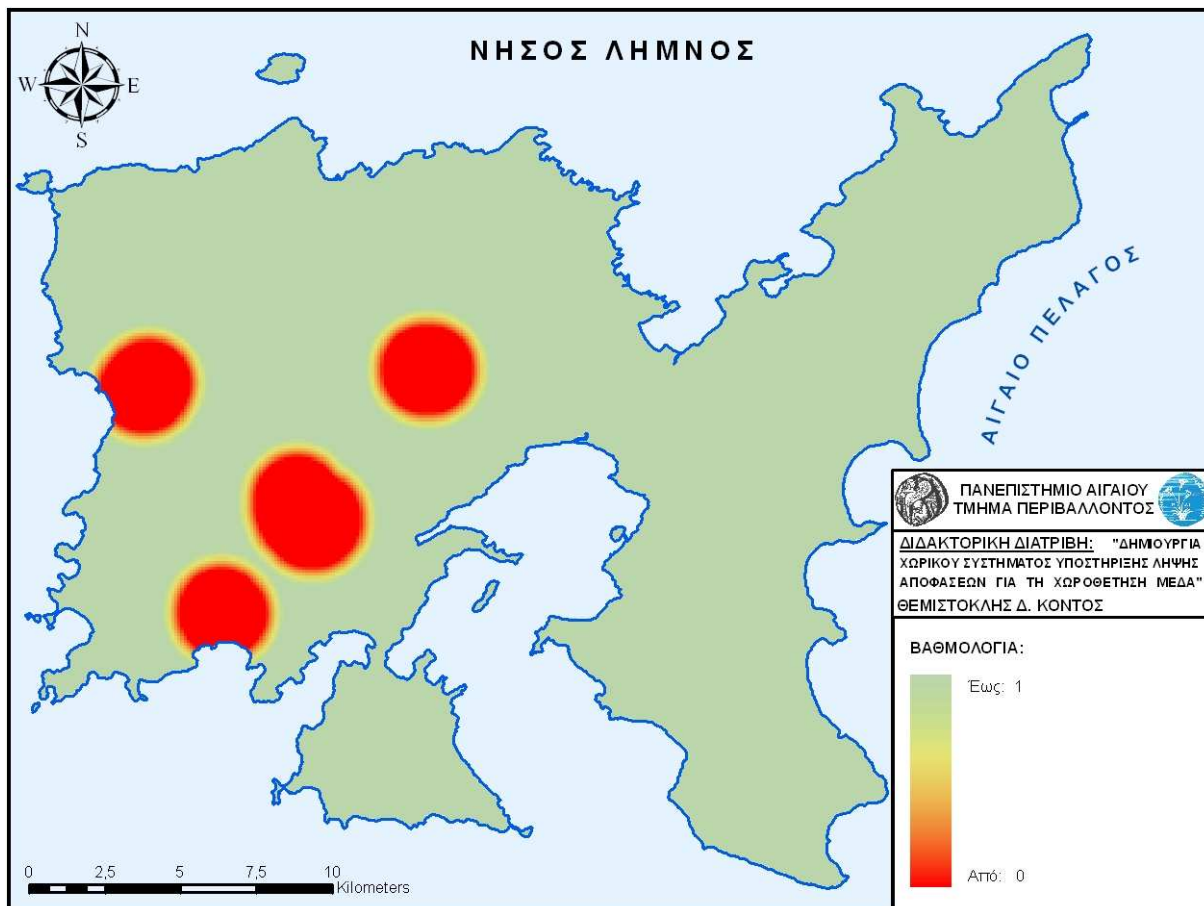 ΝΗΣΟΣ ΛΗΜΝΟΣ
N
W E
S
ΑΙΓΑΙΟ ΠΕΛΑΓΟΣ
ΠΑΝΕΠΙΣΤΗΜΙΟ ΑΙΓΑΙΟΥ
ΤΜΗΜΑ ΠΕΡΙΒΑΛΛΟΝΤΟΣ
ΔΙΔΑΚΤΟΡΙΚΗ ΔΙΑΤΡΙΒΗ: "ΔΗΜΙΟΥΡΓΙΑ
ΧΩΡΙΚΟΥ ΣΥΣΤΗΜΑΤΟΣ ΥΠΟΣΤΗΡΙΞΗΣ ΛΗΨΗΣ
ΑΠΟΦΑΣΕΩΝ ΓΙΑ ΤΗ ΧΩΡΟΘΕΤΗΣΗ ΜΕΔΑ"
ΘΕΜΙΣΤΟΚΛΗΣ Δ. ΚΟΝΤΟΣ
ΒΑΘΜΟΛΟΓΙΑ:
Έως: 1
Από: 0
0 2,5 5 7,5 10
Kilometers